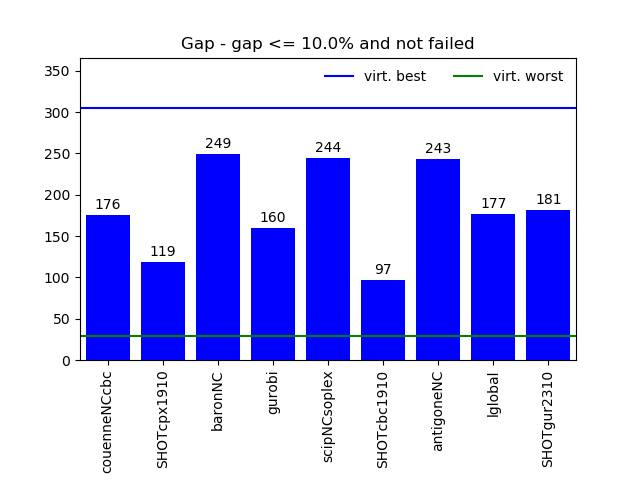 Gap - gap <= 10.0% and not failed
virt. best
virt. worst
350
300
250
200
150
100
50
0
176
119
249
160
244
97
243
177
181
couenneNCcbc
SHOTcpx1910
baronNC
gurobi
scipNCsoplex
SHOTcbc1910
antigoneNC
lglobal
SHOTgur2310